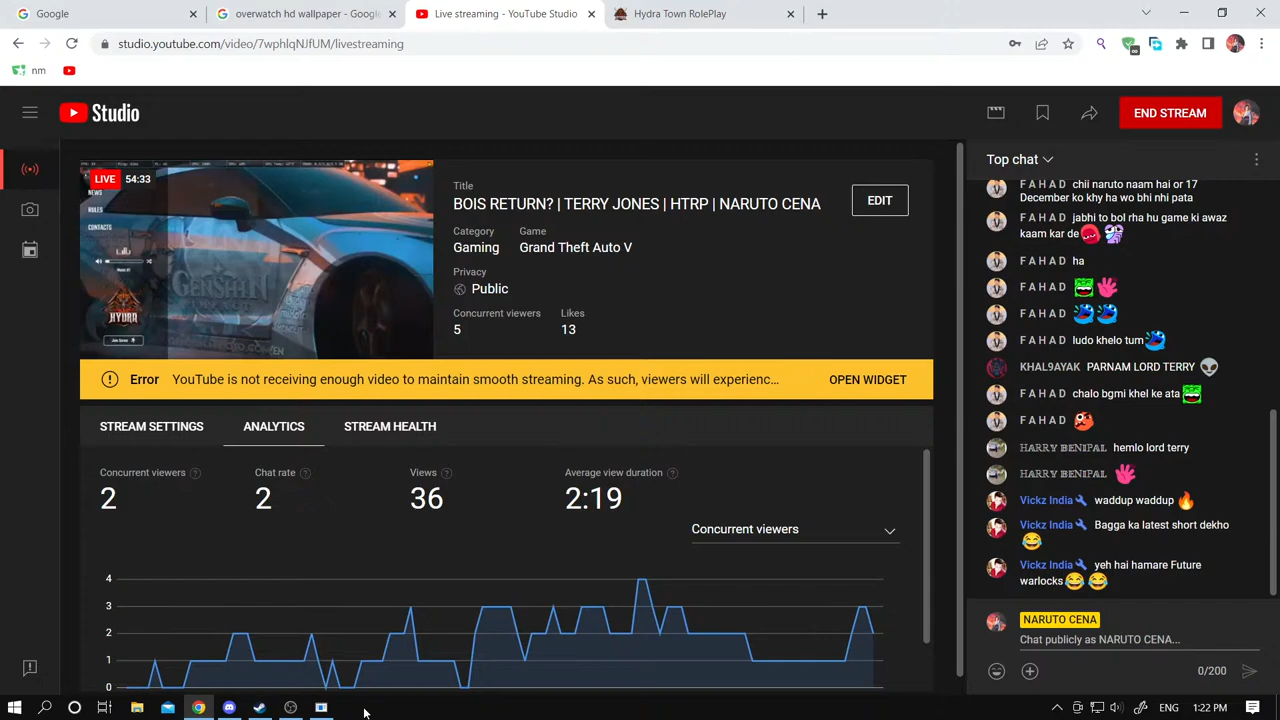 Google
overwatch hd wallpaper - Google
Live streaming - YouTube Studio
Hydra Town RolePlay
studio.youtube.com/video/7wphlqNJfUM/livestreaming
nm
Studio
END STREAM
LIVE 54:33
NEWS
RULES
CONTACTS
HYDRA
GENSHIN
Title
BOIS RETURN? | TERRY JONES | HTRP | NARUTO CENA
EDIT
Category
Game
Gaming
Grand Theft Auto V
Privacy
Public
Concurrent viewers
Likes
5
13
Error YouTube is not receiving enough video to maintain smooth streaming. As such, viewers will experienc...
OPEN WIDGET
STREAM SETTINGS
ANALYTICS
STREAM HEALTH
Concurrent viewers
Chat rate
Views
Average view duration
2
2
36
2:19
Concurrent viewers
4
3
2
1
0
Top chat
F A H A D chii naruto naam hai or 17
December ko khy ha wo bhi nhi pata
F A H A D jabhi to bol rha hu game ki awaz
kaam kar de
F A H A D ha
F A H A D
F A H A D
F A H A D ludo khelo tum
KHAL9AYAK PARNAM LORD TERRY 👽
F A H A D chalo bgmi khel ke ata
F A H A D
HARRY BENIPAL hemlo lord terry
HARRY BENIPAL
Vickz India waddup waddup 🔥
Vickz India Bagga ka latest short dekho
😂
Vickz India yeh hai hamare Future
warlocks 😂 😂
NARUTO CENA
Chat publicly as NARUTO CENA...
0/200
ENG
1:22 PM